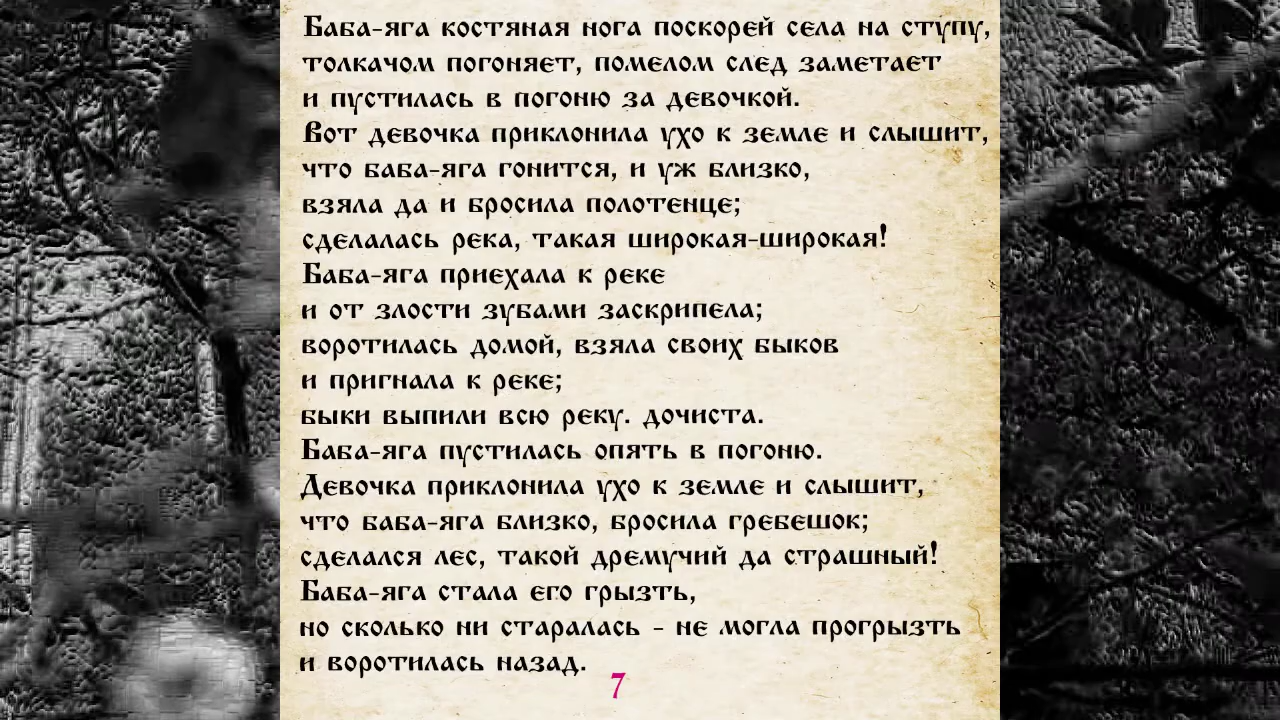 Баба-яга костяная нога поскорей села на ступу,
толкачом погоняет, помелом след заметает
и пустилась в погоню за девочкой.
Вот девочка приклонила ухо к земле и слышит,
что баба-яга гонится, и уж близко,
взяла да и бросила полотенце;
сделалась река, такая широкая-широкая!
Баба-яга приехала к реке
и от злости зубами заскрипела;
воротилась домой, взяла своих быков
и пригнала к реке;
быки выпили всю реку. дочиста.
Баба-яга пустилась опять в погоню.
Девочка приклонила ухо к земле и слышит,
что баба-яга близко, бросила гребешок;
сделался лес, такой дремучий да страшный!
Баба-яга стала его грызть,
но сколько ни старалась - не могла прогрызть
и воротилась назад.
7